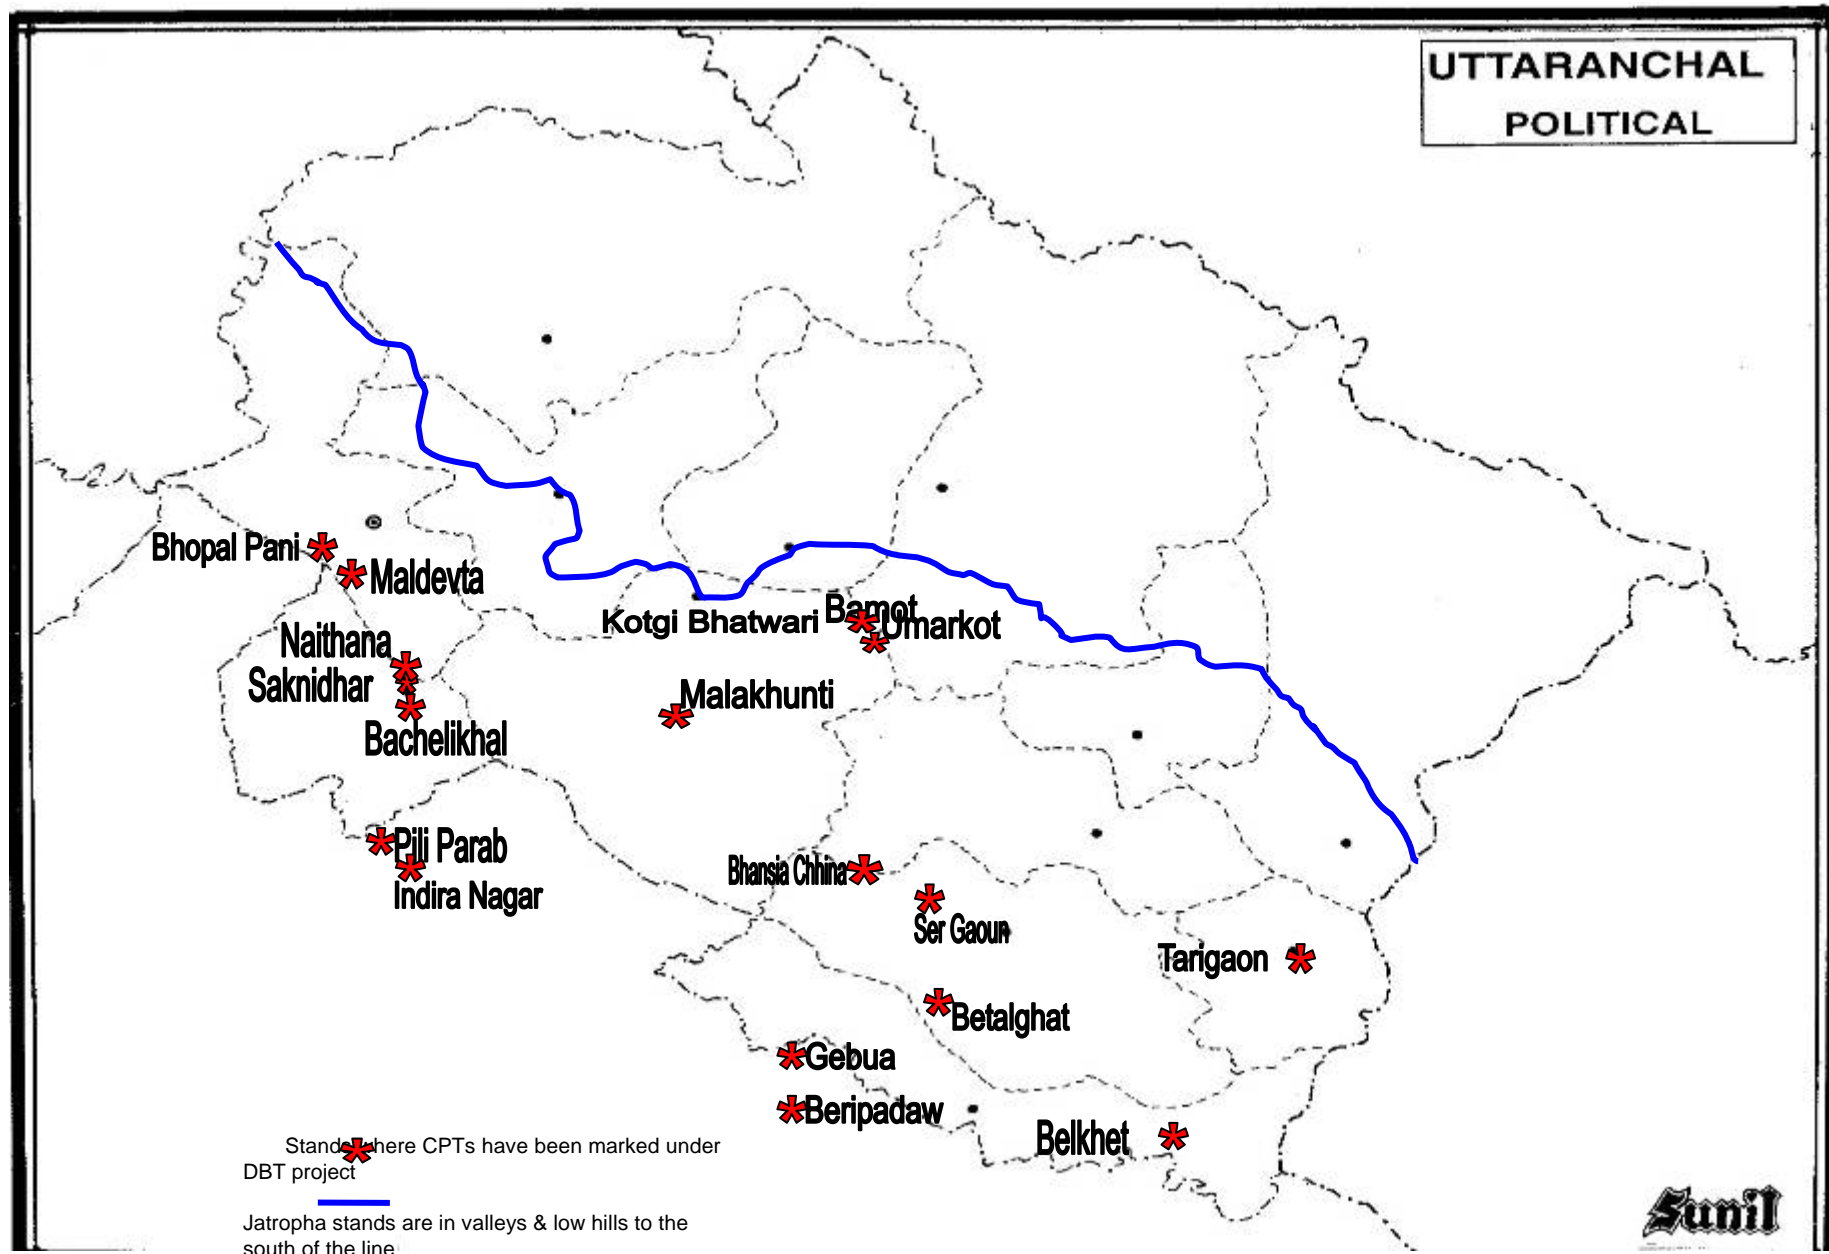 UTTARANCHAL
POLITICAL
Bhopal Pani
Maldevta
Bamot
Kotgi Bhatwari
Umarkot
Naithana
Saknidhar
Malakhunti
Bachelikhal
Pili Parab
Indira Nagar
Bhansia Chhina
Ser Gaoun
Tarigaon
Betalghat
Gebua
Beripadaw
Belkhet
Stands where CPTs have been marked under
DBT project
Jatropha stands are in valleys & low hills to the
south of the line
Sunil